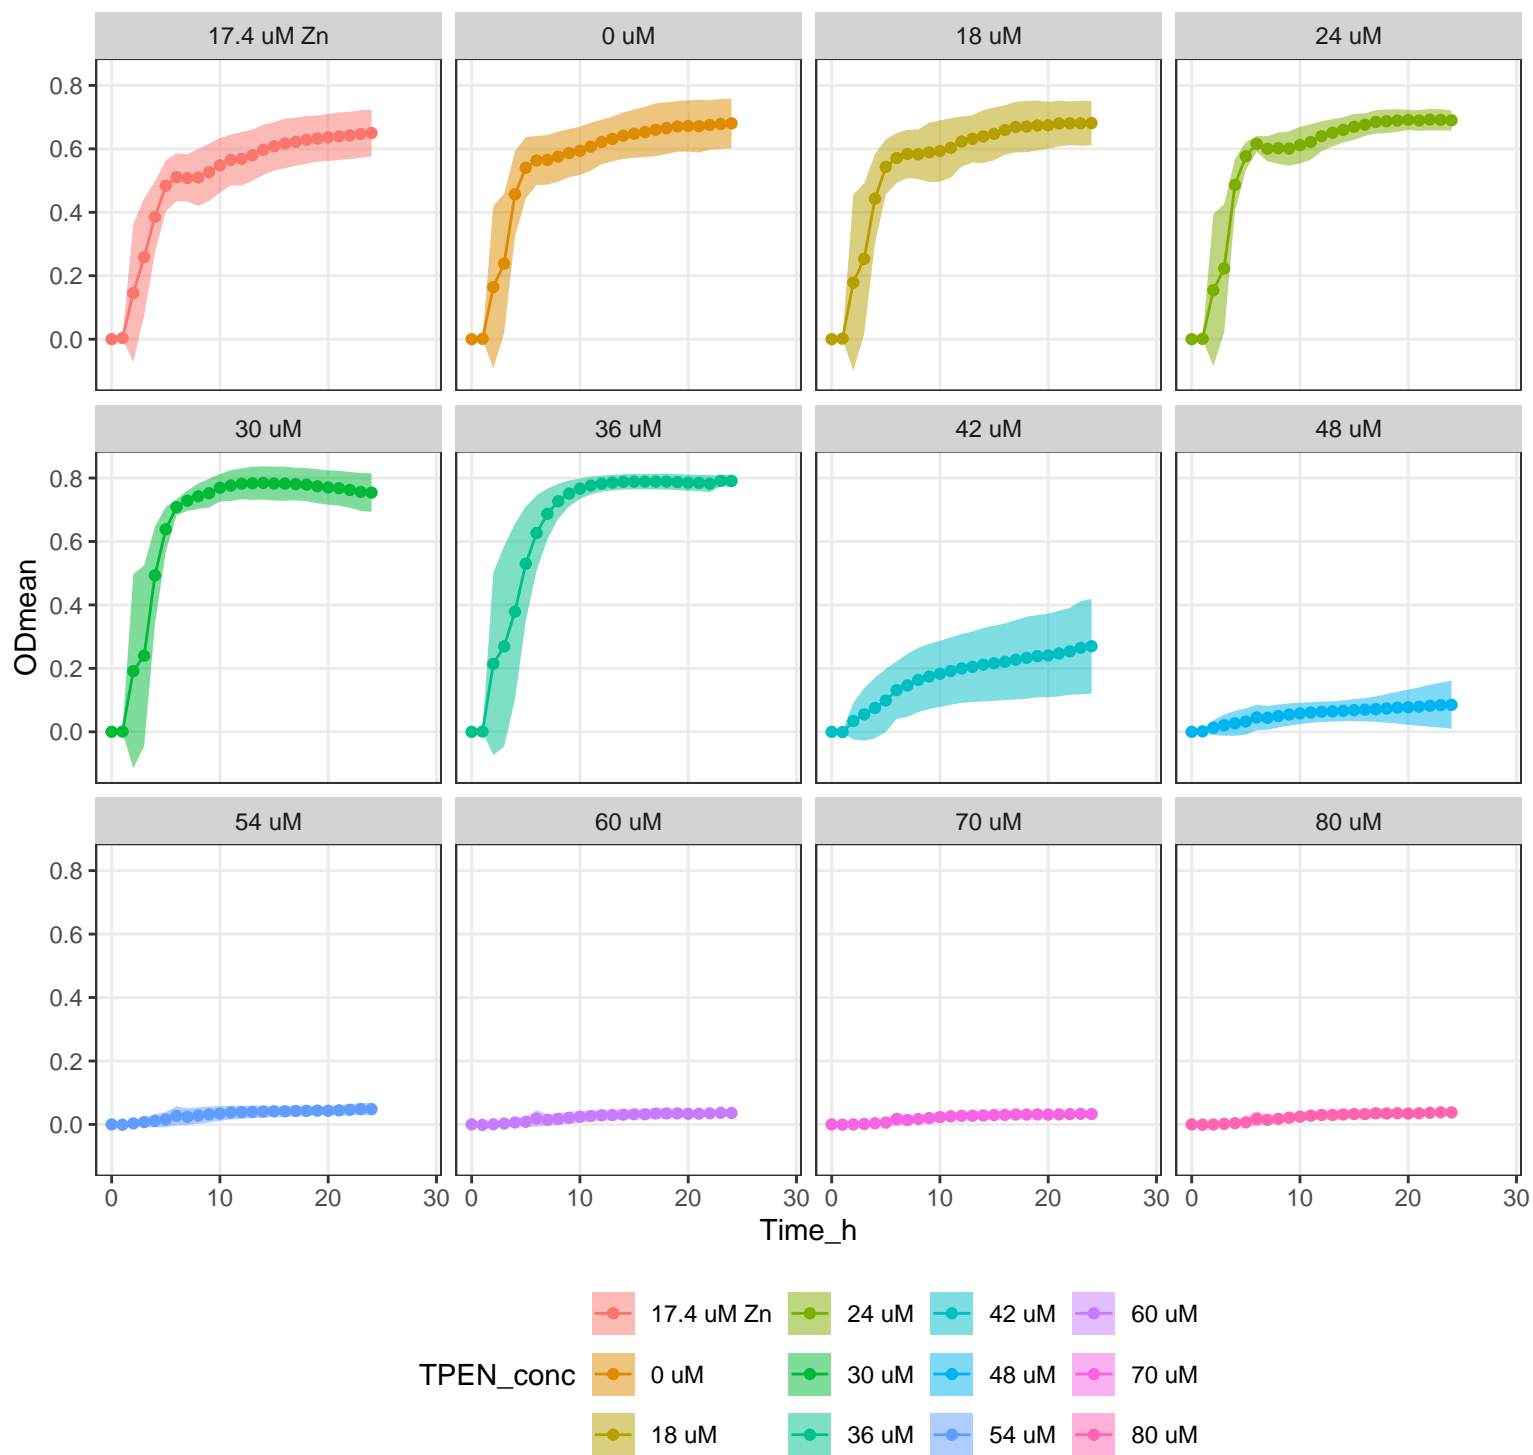 17.4 uM Zn 0 uM 18 uM 24 uM
0.8
0.6
0.4
0.2
0.0
30 uM 36 uM 42 uM 48 uM
0.8
0.6
0.4
0.2
0.0
ODmean
54 uM 60 uM 70 uM 80 uM
0.8
0.6
0.4
0.2
0.0
0 10 20 30 0 10 20 30 0 10 20 30 0 10 20 30
Time_h
17.4 uM Zn 24 uM 42 uM 60 uM
TPEN_conc 0 uM 30 uM 48 uM 70 uM
18 uM 36 uM 54 uM 80 uM